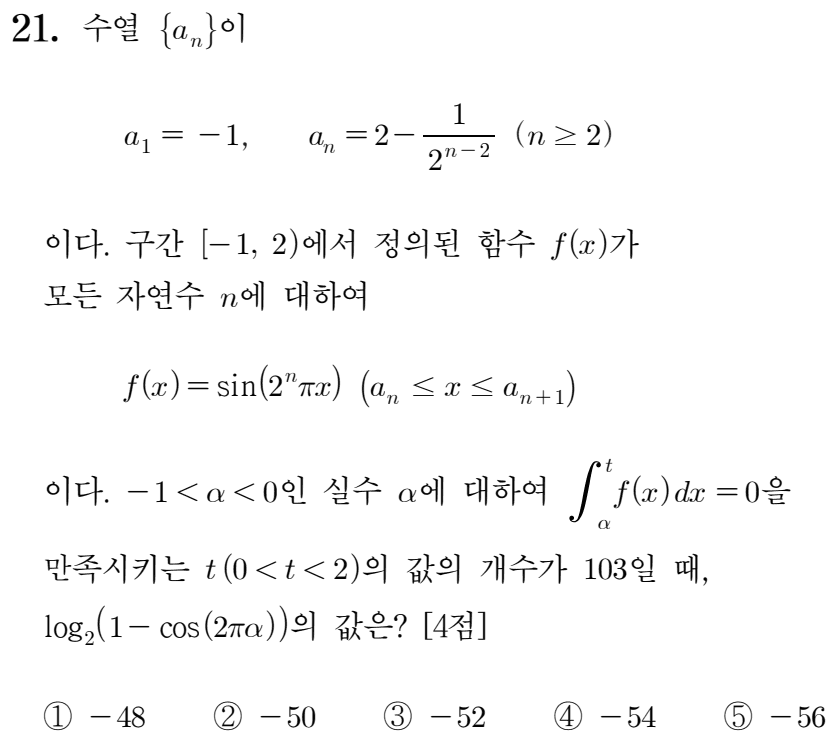 21. 수열 {a_n}이
a_1 = -1, a_n = 2 - \frac{1}{2^{n-2}} (n ≥ 2)
이다. 구간 [-1, 2)에서 정의된 함수 f(x)가
모든 자연수 n에 대하여
f(x) = sin(2^n πx) (a_n ≤ x ≤ a_{n+1})
이다. -1 < α < 0인 실수 α에 대하여 ∫_α^t f(x)dx = 0을
만족시키는 t(0 < t < 2)의 값의 개수가 103일 때,
log_2(1 - cos(2πα))의 값은? [4점]
① -48 ② -50 ③ -52 ④ -54 ⑤ -56